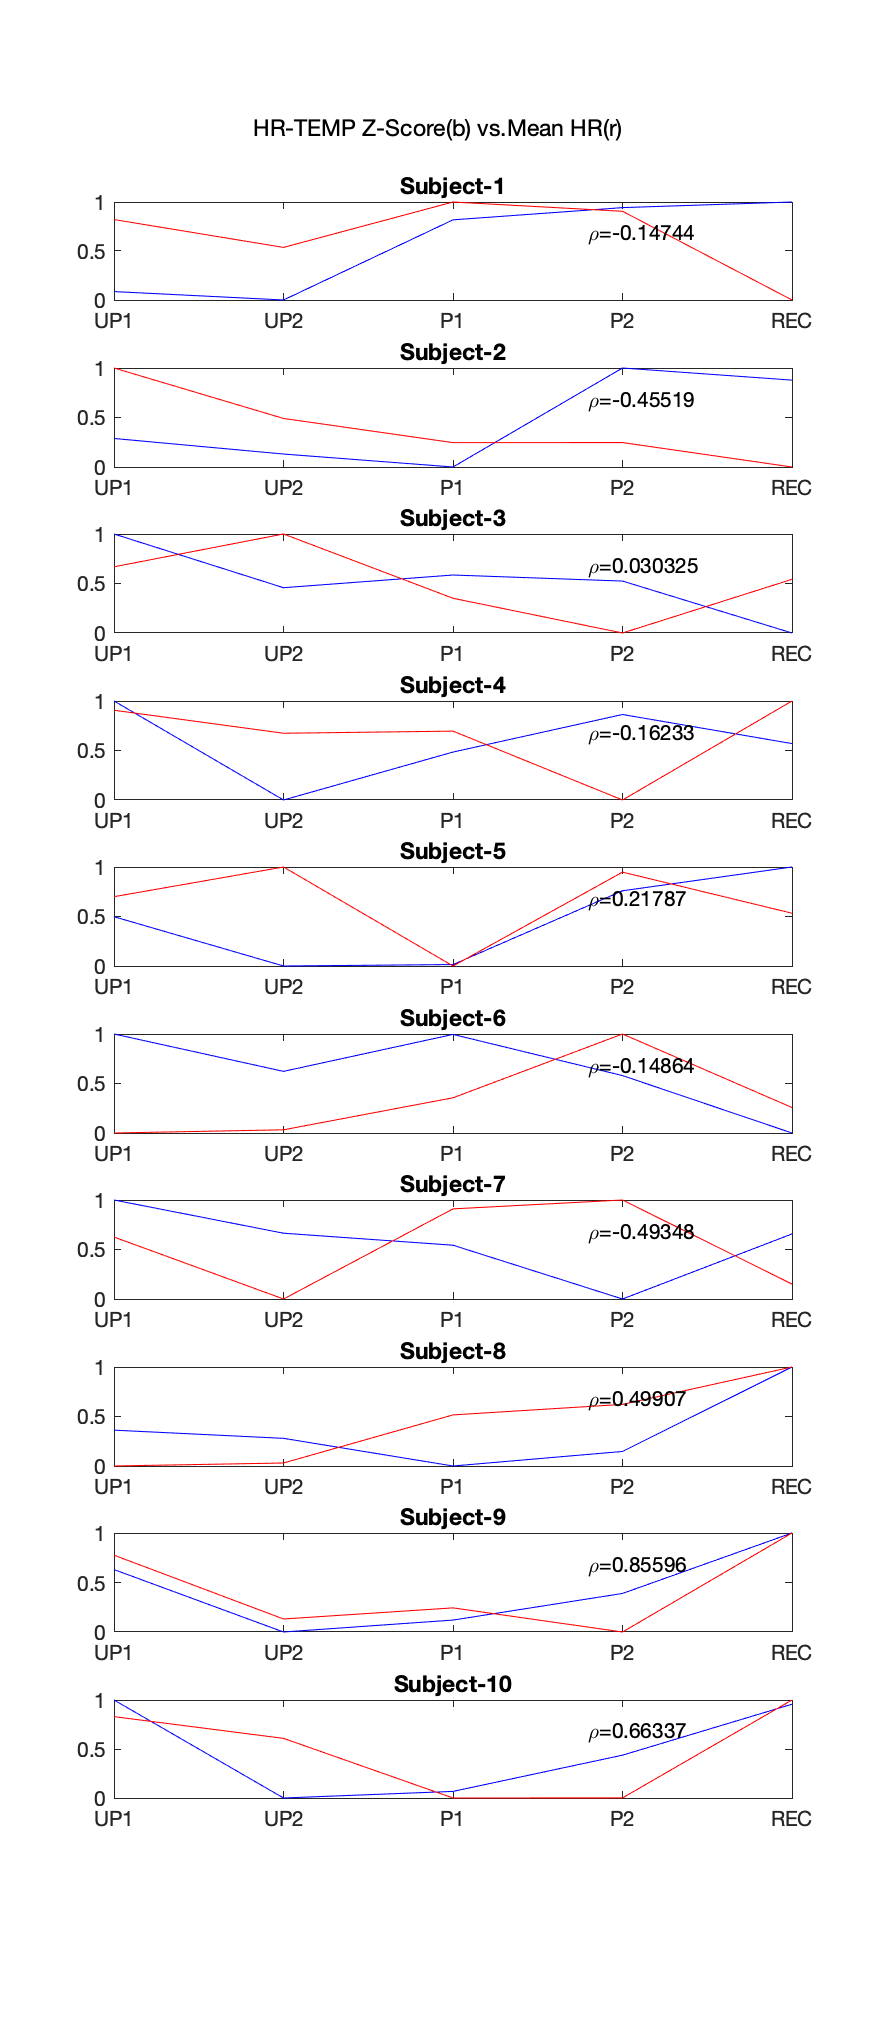 HR-TEMP Z-Score(b) vs.Mean HR(r)
Subject-1
1
0.5
0
ρ=-0.14744
UP1 UP2 P1 P2 REC
Subject-2
1
0.5
0
ρ=-0.45519
UP1 UP2 P1 P2 REC
Subject-3
1
0.5
0
ρ=0.030325
UP1 UP2 P1 P2 REC
Subject-4
1
0.5
0
ρ=-0.16233
UP1 UP2 P1 P2 REC
Subject-5
1
0.5
0
ρ=0.21787
UP1 UP2 P1 P2 REC
Subject-6
1
0.5
0
ρ=-0.14864
UP1 UP2 P1 P2 REC
Subject-7
1
0.5
0
ρ=-0.49348
UP1 UP2 P1 P2 REC
Subject-8
1
0.5
0
ρ=0.49907
UP1 UP2 P1 P2 REC
Subject-9
1
0.5
0
ρ=0.85596
UP1 UP2 P1 P2 REC
Subject-10
1
0.5
0
ρ=0.66337
UP1 UP2 P1 P2 REC